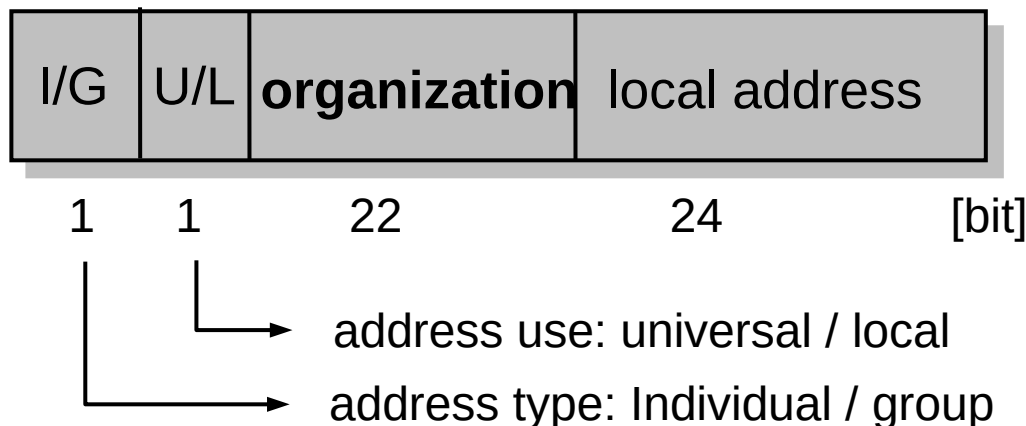 I/G U/L organization local address
1 1 22 24 [bit]
address use: universal / local
address type: Individual / group